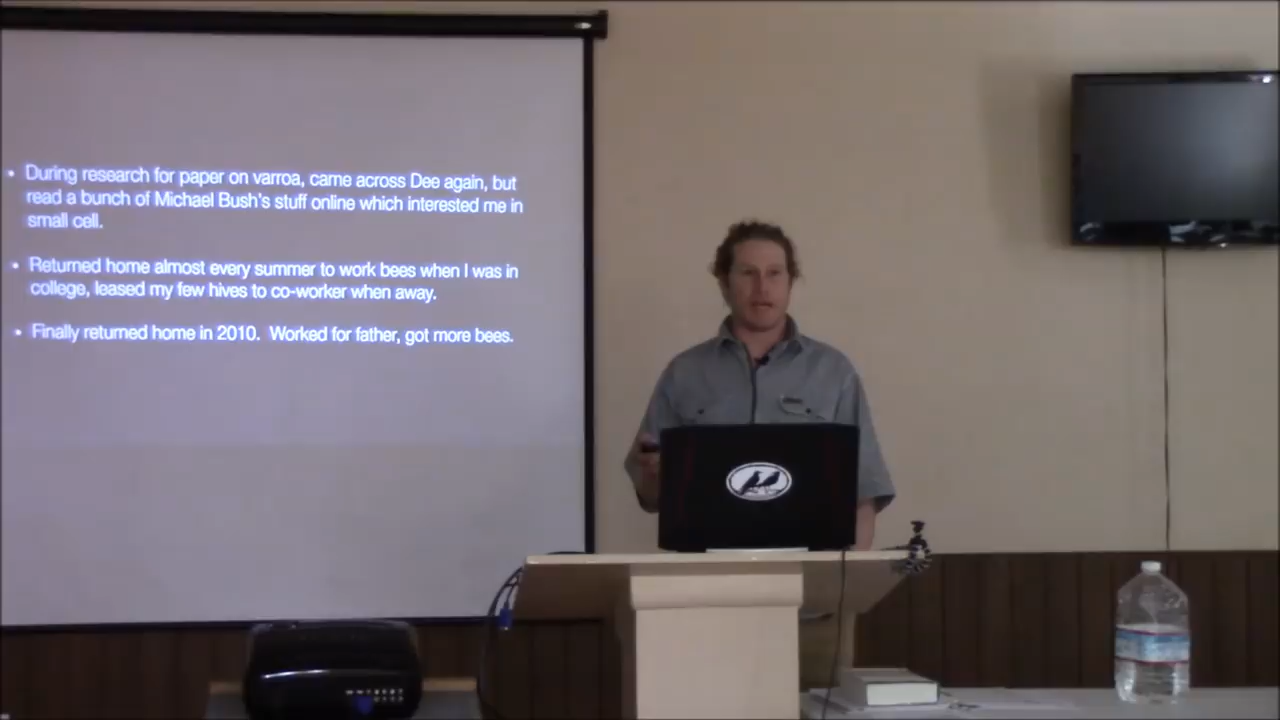 • During research for paper on varroa, came across Dee again, but
read a bunch of Michael Bush's stuff online which interested me in
small cell.
• Returned home almost every summer to work bees when I was in
college, leased my few hives to co-worker when away.
• Finally returned home in 2010. Worked for father, got more bees.